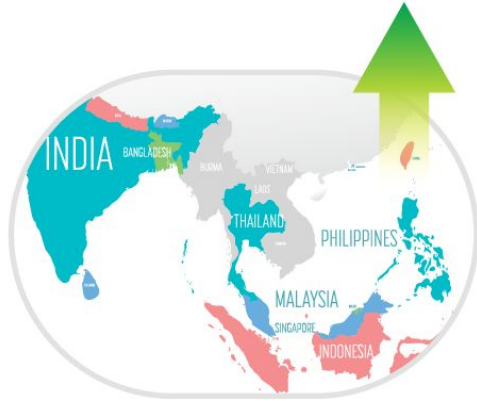 INDIA
BANGLADESH
BURMA
VIETNAM
LAOS
THAILAND
PHILIPPINES
MALAYSIA
SINGAPORE
INDONESIA